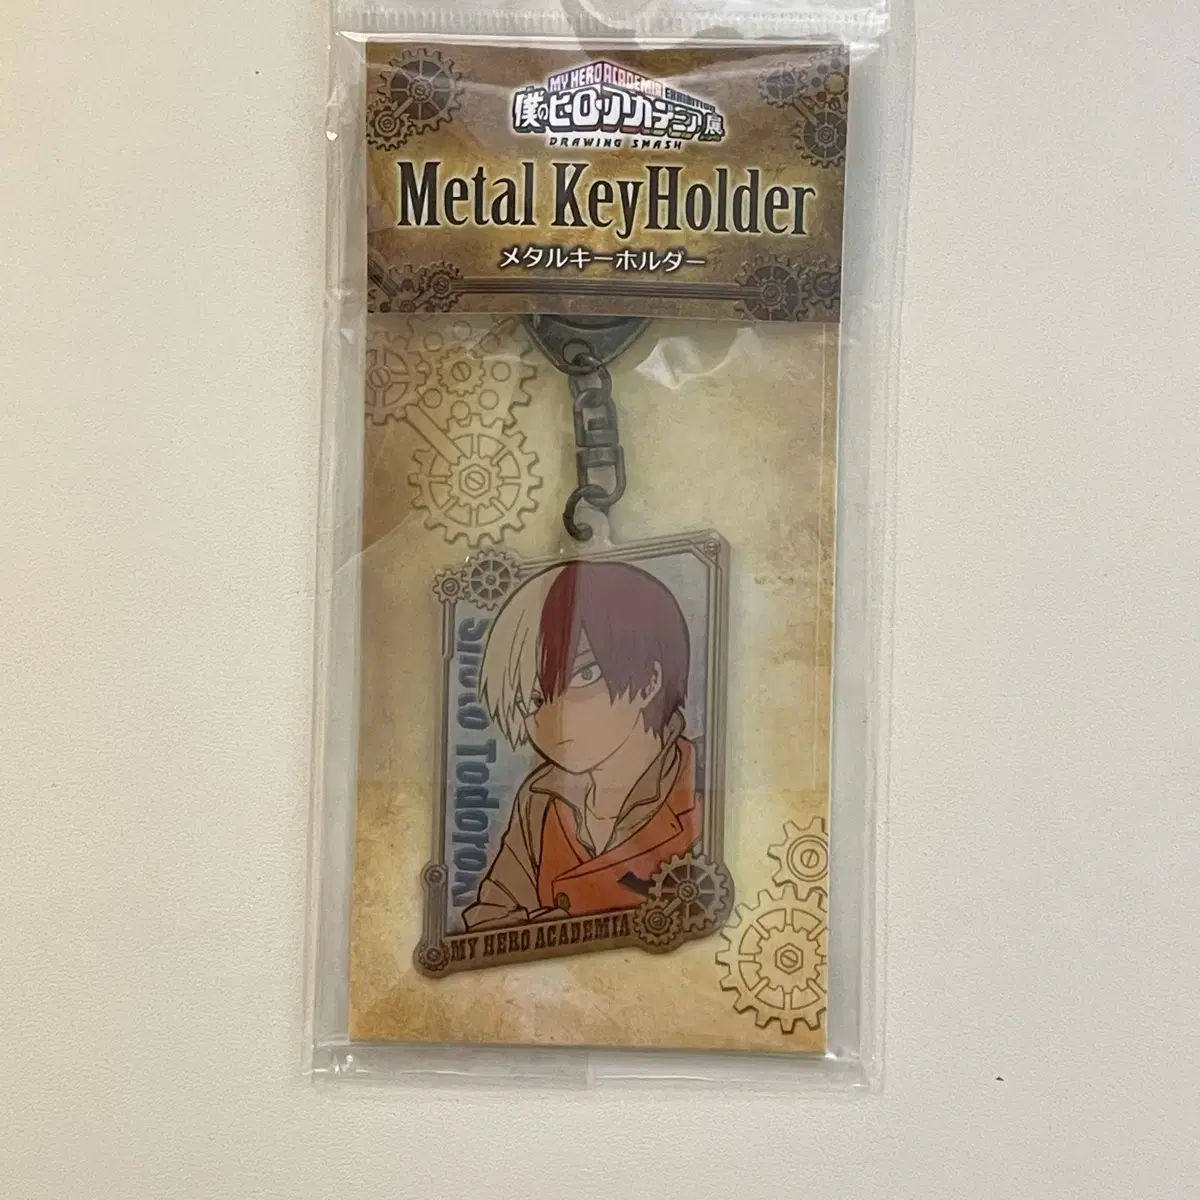 MY HERO ACADEMIA EXHIBITION
僕のヒーローアカデミア展
DRAWING SMASH
Metal KeyHolder
メタルキーホルダー
Shoto Todoroki
MY HERO ACADEMIA